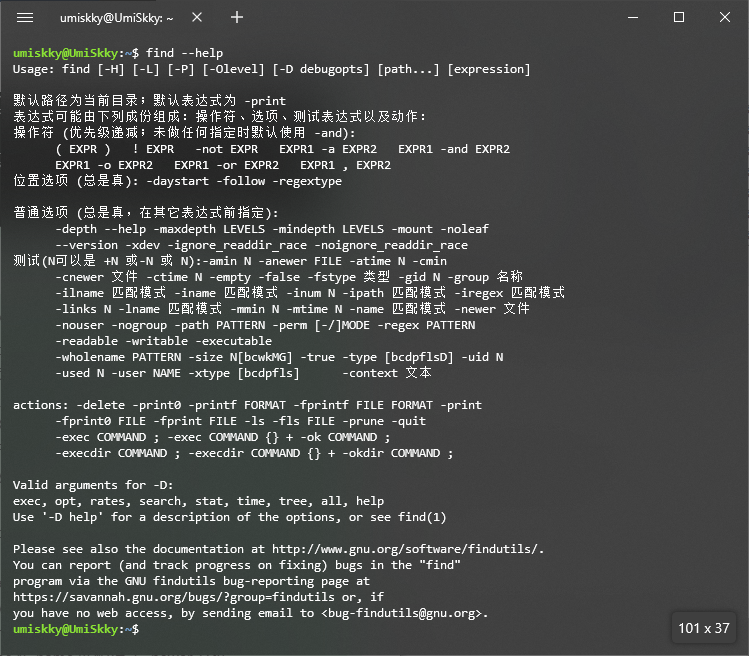 umiskky@UmiSkky: ~
umiskky@UmiSkky:~$ find --help
Usage: find [-H] [-L] [-P] [-Olevel] [-D debugopts] [path...] [expression]
默认路径为当前目录；默认表达式为 -print
表达式可能由下列成份组成：操作符、选项、测试表达式以及动作：
操作符 (优先级递减；未做任何指定时默认使用 -and):
( EXPR )   ! EXPR   -not EXPR   EXPR1 -a EXPR2   EXPR1 -and EXPR2
EXPR1 -o EXPR2   EXPR1 -or EXPR2   EXPR1 , EXPR2
位置选项 (总是真): -daystart -follow -regextype
普通选项 (总是真，在其它表达式前指定):
-depth --help -maxdepth LEVELS -mindepth LEVELS -mount -noleaf
--version -xdev -ignore_readdir_race -noignore_readdir_race
测试(N可以是 +N 或-N 或 N):-amin N -anewer FILE -atime N -cmin
-cnewer 文件 -ctime N -empty -false -fstype 类型 -gid N -group 名称
-ilname 匹配模式 -iname 匹配模式 -inum N -ipath 匹配模式 -iregex 匹配模式
-links N -lname 匹配模式 -mmin N -mtime N -name 匹配模式 -newer 文件
-nouser -nogroup -path PATTERN -perm [-/]MODE -regex PATTERN
-readable -writable -executable
-wholename PATTERN -size N[bcwkMG] -true -type [bcdpflsD] -uid N
-used N -user NAME -xtype [bcdpfls]      -context 文本
actions: -delete -print0 -printf FORMAT -fprintf FILE FORMAT -print
-fprint0 FILE -fprint FILE -ls -fls FILE -prune -quit
-exec COMMAND ; -exec COMMAND {} + -ok COMMAND ;
-execdir COMMAND ; -execdir COMMAND {} + -okdir COMMAND ;
Valid arguments for -D:
exec, opt, rates, search, stat, time, tree, all, help
Use '-D help' for a description of the options, or see find(1)
Please see also the documentation at http://www.gnu.org/software/findutils/.
You can report (and track progress on fixing) bugs in the "find"
program via the GNU findutils bug-reporting page at
https://savannah.gnu.org/bugs/?group=findutils or, if
you have no web access, by sending email to <bug-findutils@gnu.org>.
umiskky@UmiSkky:~$
101 x 37